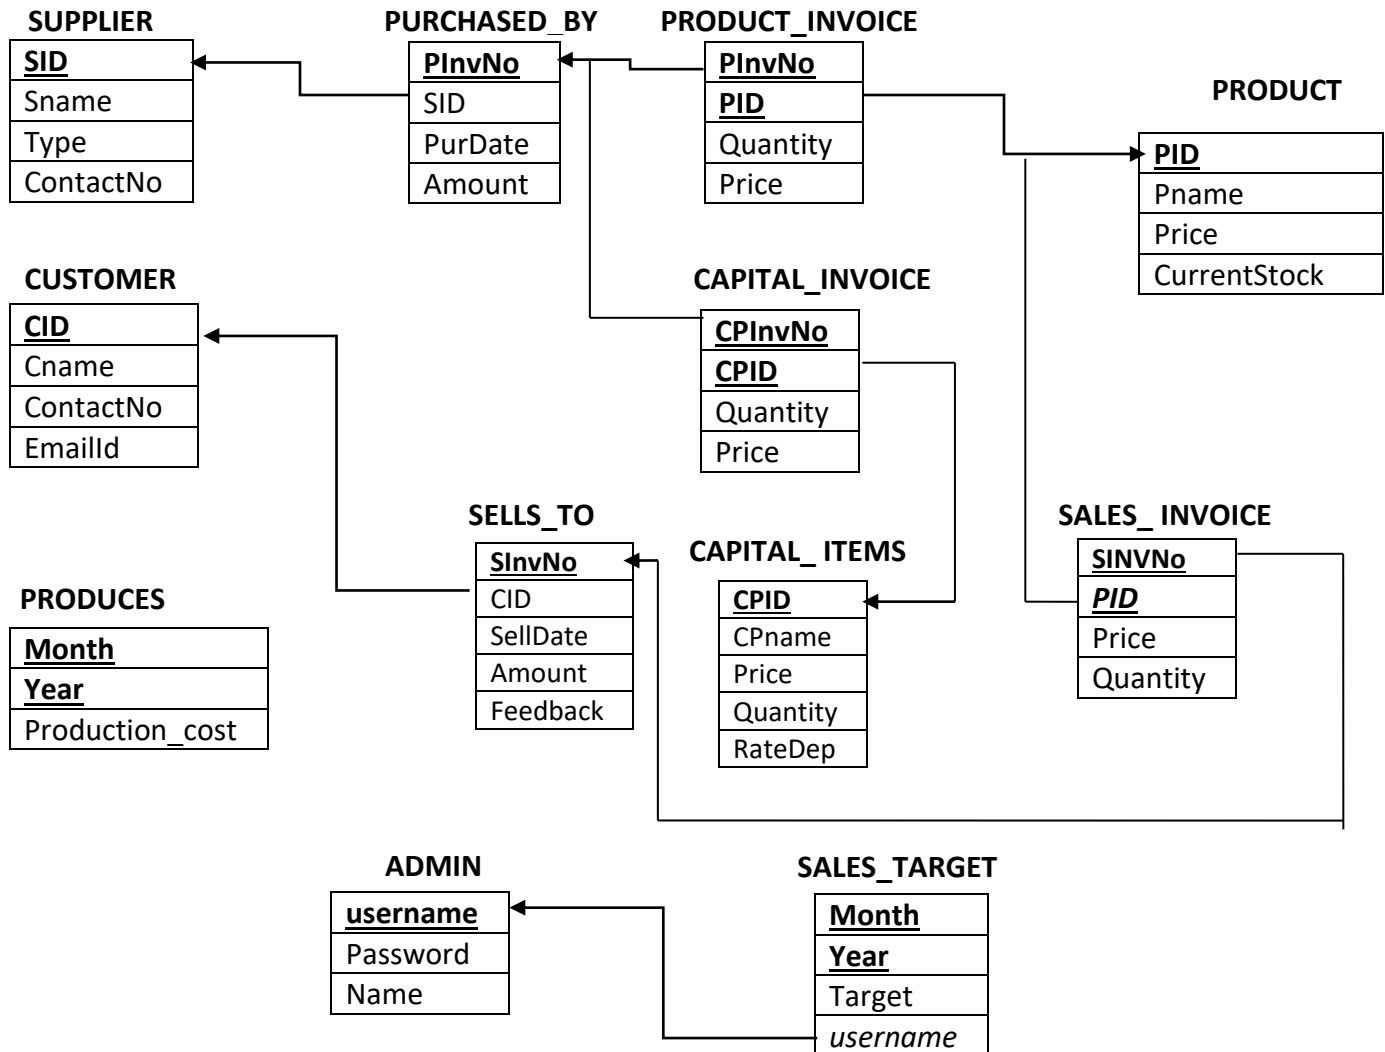 SUPPLIER
SID
Sname
Type
ContactNo
PURCHASED_BY
PInvNo
SID
PurDate
Amount
PRODUCT_INVOICE
PInvNo
PID
Quantity
Price
PRODUCT
PID
Pname
Price
CurrentStock
CUSTOMER
CID
Cname
ContactNo
EmailId
CAPITAL_INVOICE
CPInvNo
CPID
Quantity
Price
SELLS_TO
SInvNo
CID
SellDate
Amount
Feedback
CAPITAL_ ITEMS
CPID
CPname
Price
Quantity
RateDep
SALES_ INVOICE
SINVNo
PID
Price
Quantity
PRODUCES
Month
Year
Production_cost
ADMIN
username
Password
Name
SALES_TARGET
Month
Year
Target
username